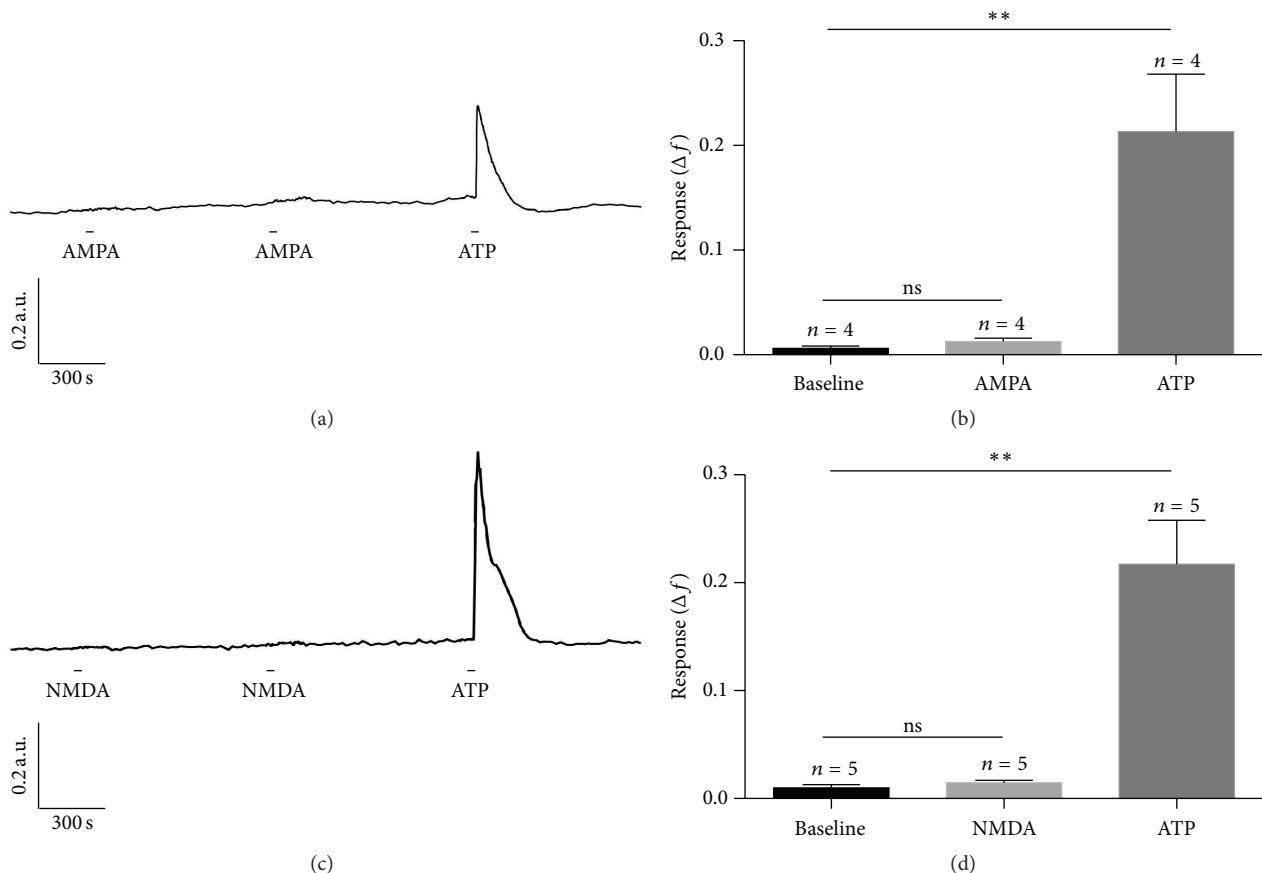 AMPA
AMPA
ATP
0.2 a.u.
300 s
(a)
**
0.3
0.2
0.1
0.0
Response (Δf)
n = 4
ns
n = 4
n = 4
Baseline
AMPA
ATP
(b)
NMDA
NMDA
ATP
0.2 a.u.
300 s
(c)
**
0.3
0.2
0.1
0.0
Response (Δf)
n = 5
ns
n = 5
n = 5
Baseline
NMDA
ATP
(d)